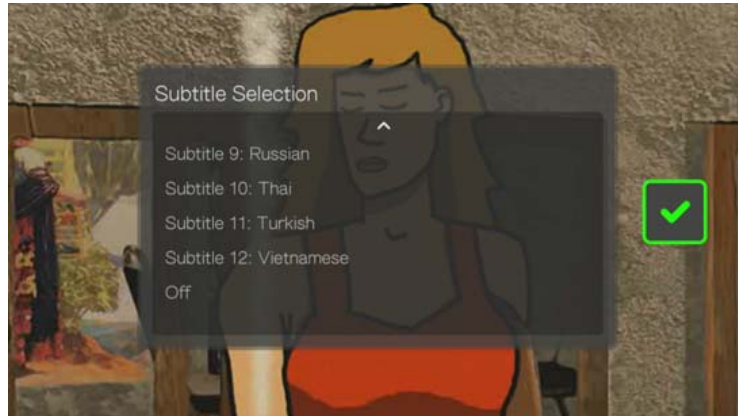 Subtitle Selection
Subtitle 9: Russian
Subtitle 10: Thai
Subtitle 11: Turkish
Subtitle 12: Vietnamese
Off